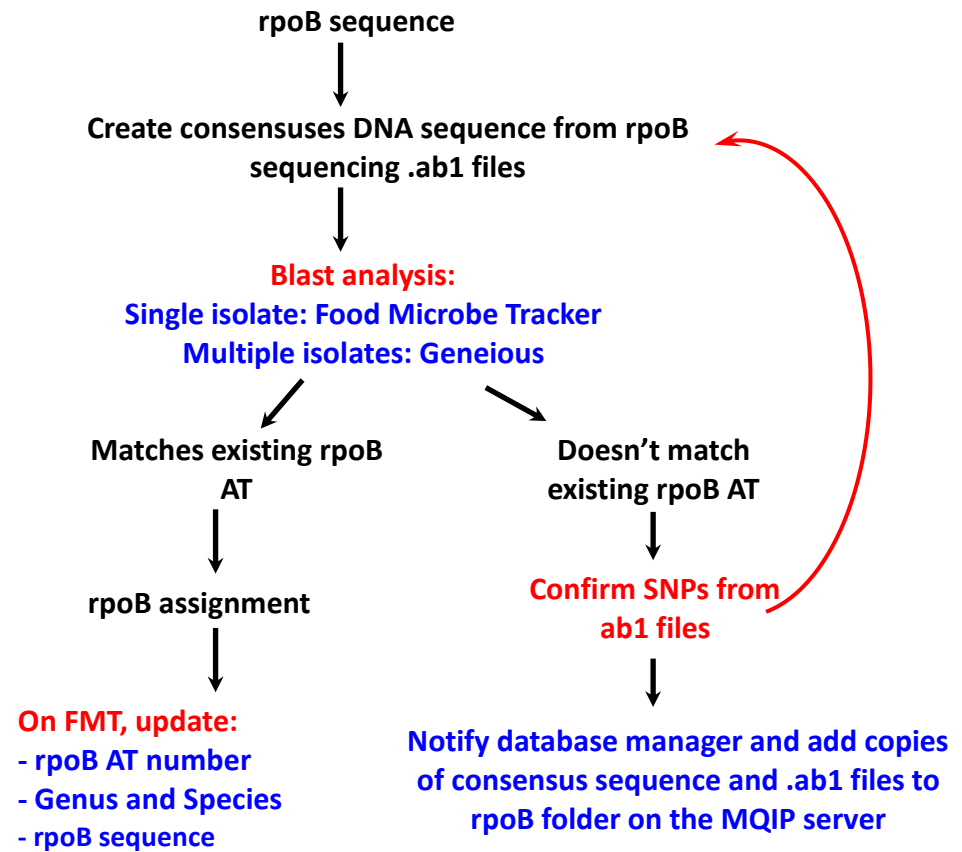 rpoB sequence
Create consensuses DNA sequence from rpoB
sequencing .ab1 files
Blast analysis:
Single isolate: Food Microbe Tracker
Multiple isolates: Geneious
Matches existing rpoB
AT
Doesn’t match
existing rpoB AT
rpoB assignment
Confirm SNPs from
ab1 files
On FMT, update:
- rpoB AT number
- Genus and Species
- rpoB sequence
Notify database manager and add copies
of consensus sequence and .ab1 files to
rpoB folder on the MQIP server